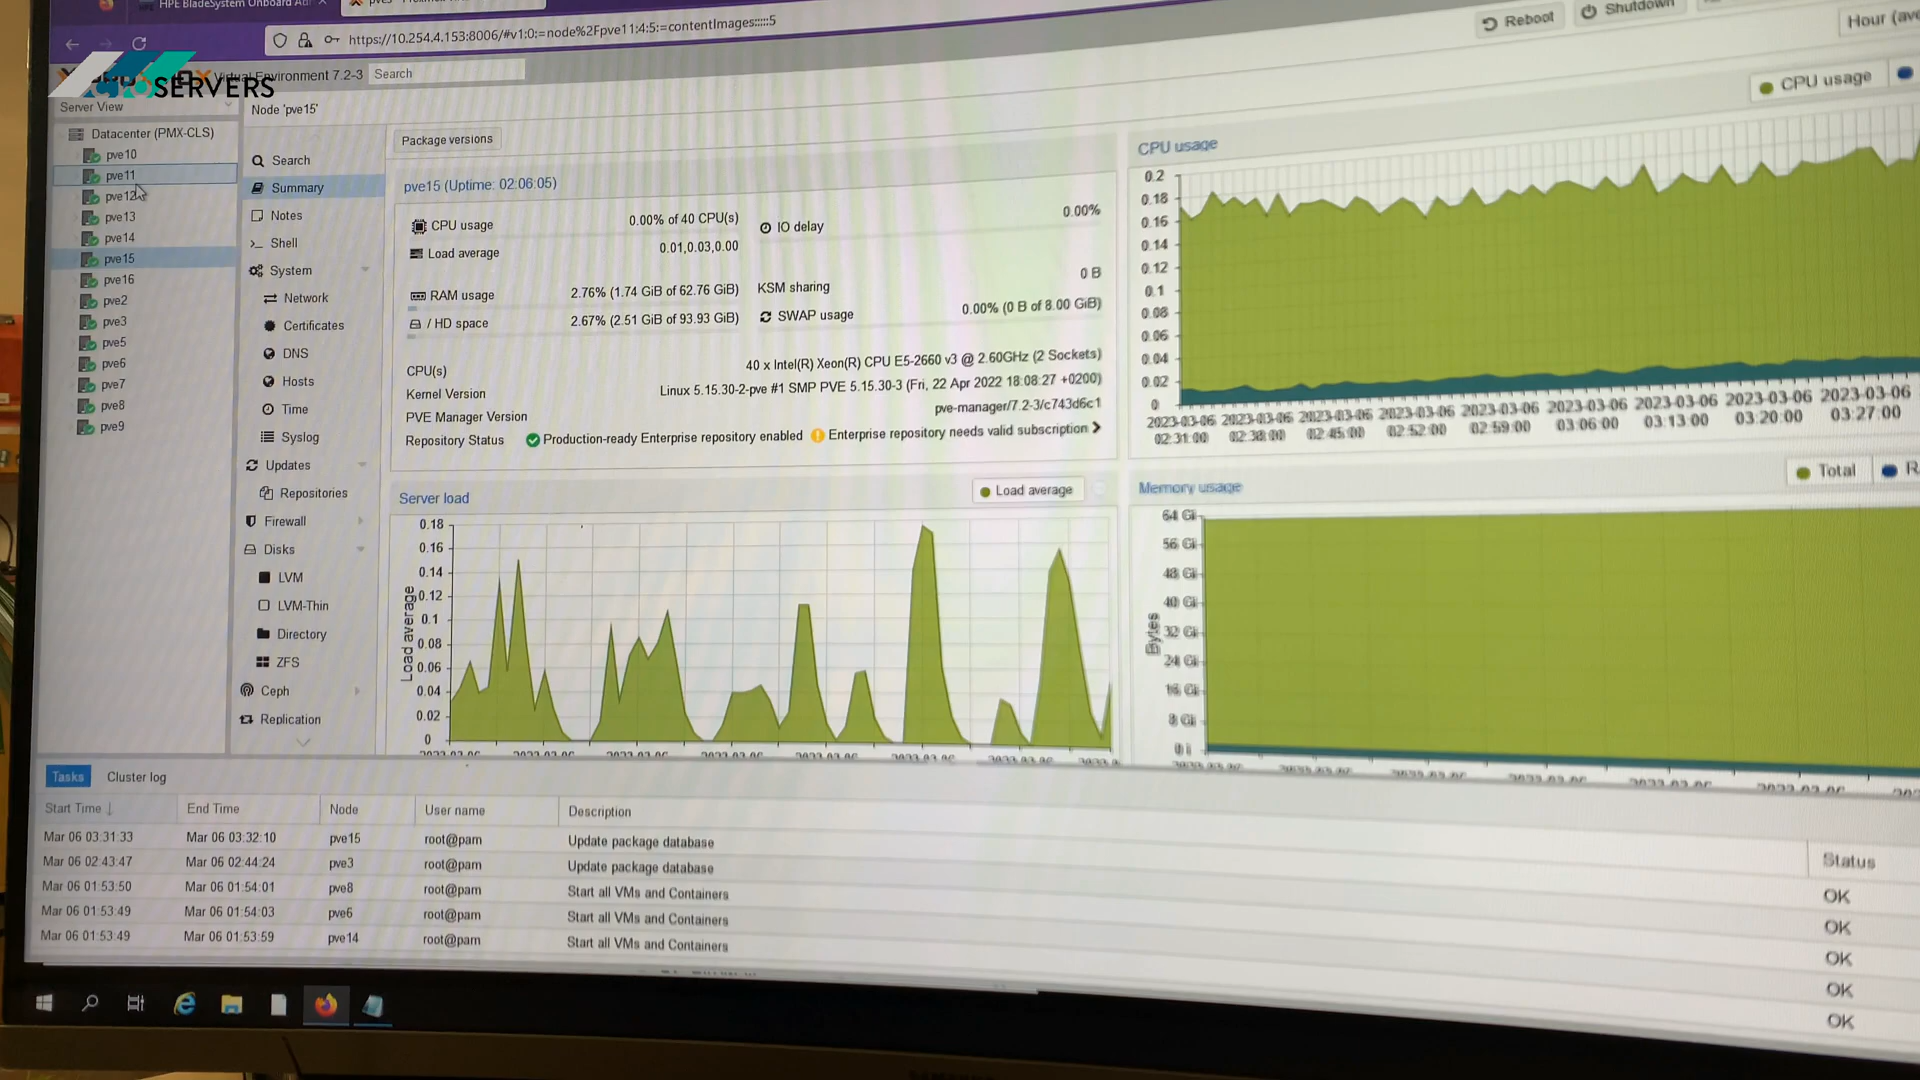 HPE BladeSystem Onboard Ad
https://10.254.4.153:8006/#v1:0:=node%2Fpve11:4:5:=contentImages:::::5
Reboot
Shutdown
Hour (ave
SERVERS
Virtual Environment 7.2-3
Search
Server View
Node 'pve15'
Datacenter (PMX-CLS)
pve10
pve11
pve12
pve13
pve14
pve15
pve16
pve2
pve3
pve5
pve6
pve7
pve8
pve9
Search
Summary
Notes
Shell
System
Network
Certificates
DNS
Hosts
Time
Syslog
Updates
Repositories
Firewall
Disks
LVM
LVM-Thin
Directory
ZFS
Ceph
Replication
Package versions
pve15 (Uptime: 02:06:05)
CPU usage 0.00% of 40 CPU(s)
IO delay 0.00%
Load average 0.01,0.03,0.00
RAM usage 2.76% (1.74 GiB of 62.76 GiB)
KSM sharing 0 B
/ HD space 2.67% (2.51 GiB of 93.93 GiB)
SWAP usage 0.00% (0 B of 8.00 GiB)
CPU(s) 40 x Intel(R) Xeon(R) CPU E5-2660 v3 @ 2.60GHz (2 Sockets)
Kernel Version Linux 5.15.30-2-pve #1 SMP PVE 5.15.30-3 (Fri, 22 Apr 2022 18:08:27 +0200)
PVE Manager Version pve-manager/7.2-3/c743d6c1
Repository Status Production-ready Enterprise repository enabled Enterprise repository needs valid subscription
CPU usage
CPU usage
0.2
0.18
0.16
0.14
0.12
0.1
0.08
0.06
0.04
0.02
0
2023-03-06 2023-03-06 2023-03-06 2023-03-06 2023-03-06 2023-03-06 2023-03-06 2023-03-06 2023-03-06
02:31:00 02:38:00 02:45:00 02:52:00 02:59:00 03:06:00 03:13:00 03:20:00 03:27:00
Server load
Load average
Load average
0.18
0.16
0.14
0.12
0.1
0.08
0.06
0.04
0.02
0
Memory usage
Total
R
Bytes
64 Gi
56 Gi
48 Gi
40 Gi
32 Gi
24 Gi
16 Gi
8 Gi
0
Tasks
Cluster log
Start Time End Time Node User name Description Status
Mar 06 03:31:33 Mar 06 03:32:10 pve15 root@pam Update package database OK
Mar 06 02:43:47 Mar 06 02:44:24 pve3 root@pam Update package database OK
Mar 06 01:53:50 Mar 06 01:54:01 pve8 root@pam Start all VMs and Containers OK
Mar 06 01:53:49 Mar 06 01:54:03 pve6 root@pam Start all VMs and Containers OK
Mar 06 01:53:49 Mar 06 01:53:59 pve14 root@pam Start all VMs and Containers OK